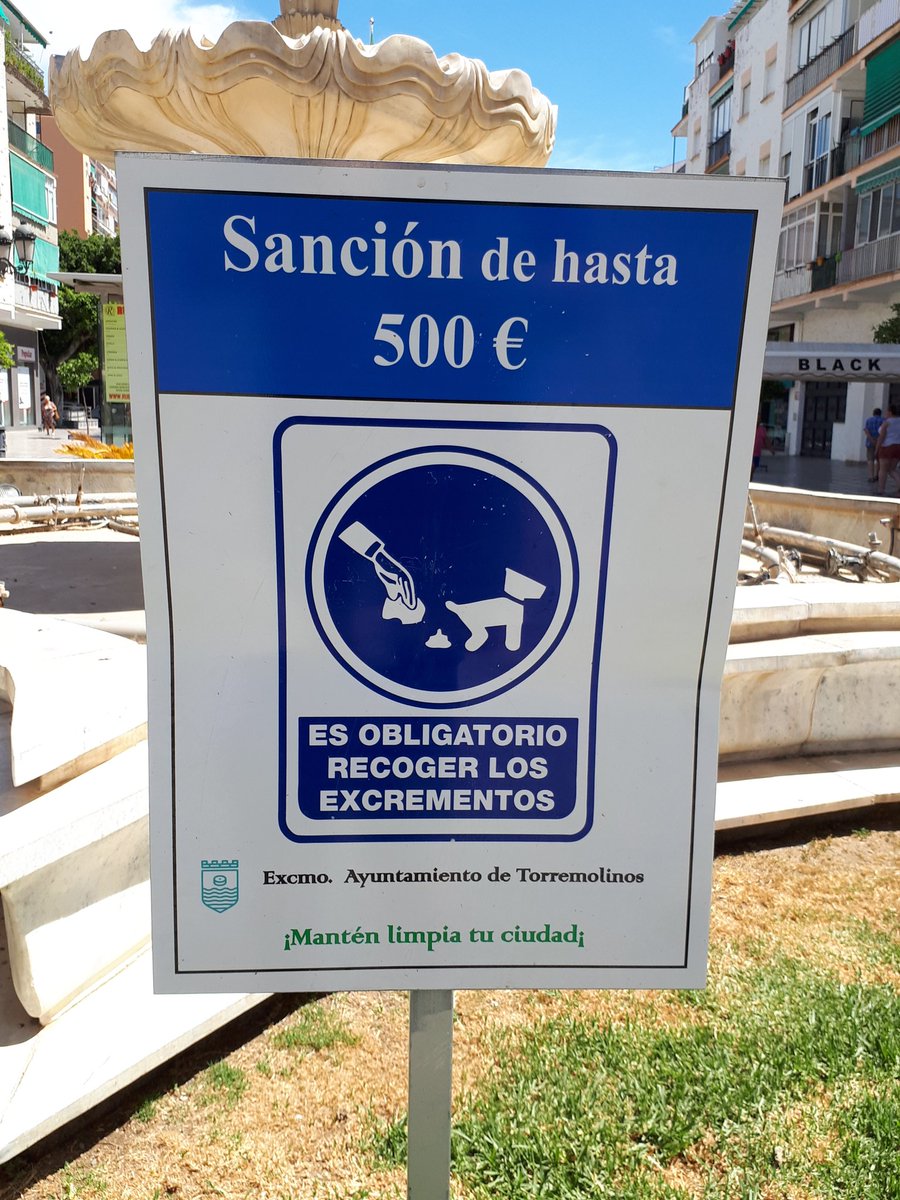 Sanción de hasta
500 €
ES OBLIGATORIO
RECOGER LOS
EXCREMENTOS
Excmo. Ayuntamiento de Torremolinos
¡Mantén limpia tu ciudad¡
BLACK